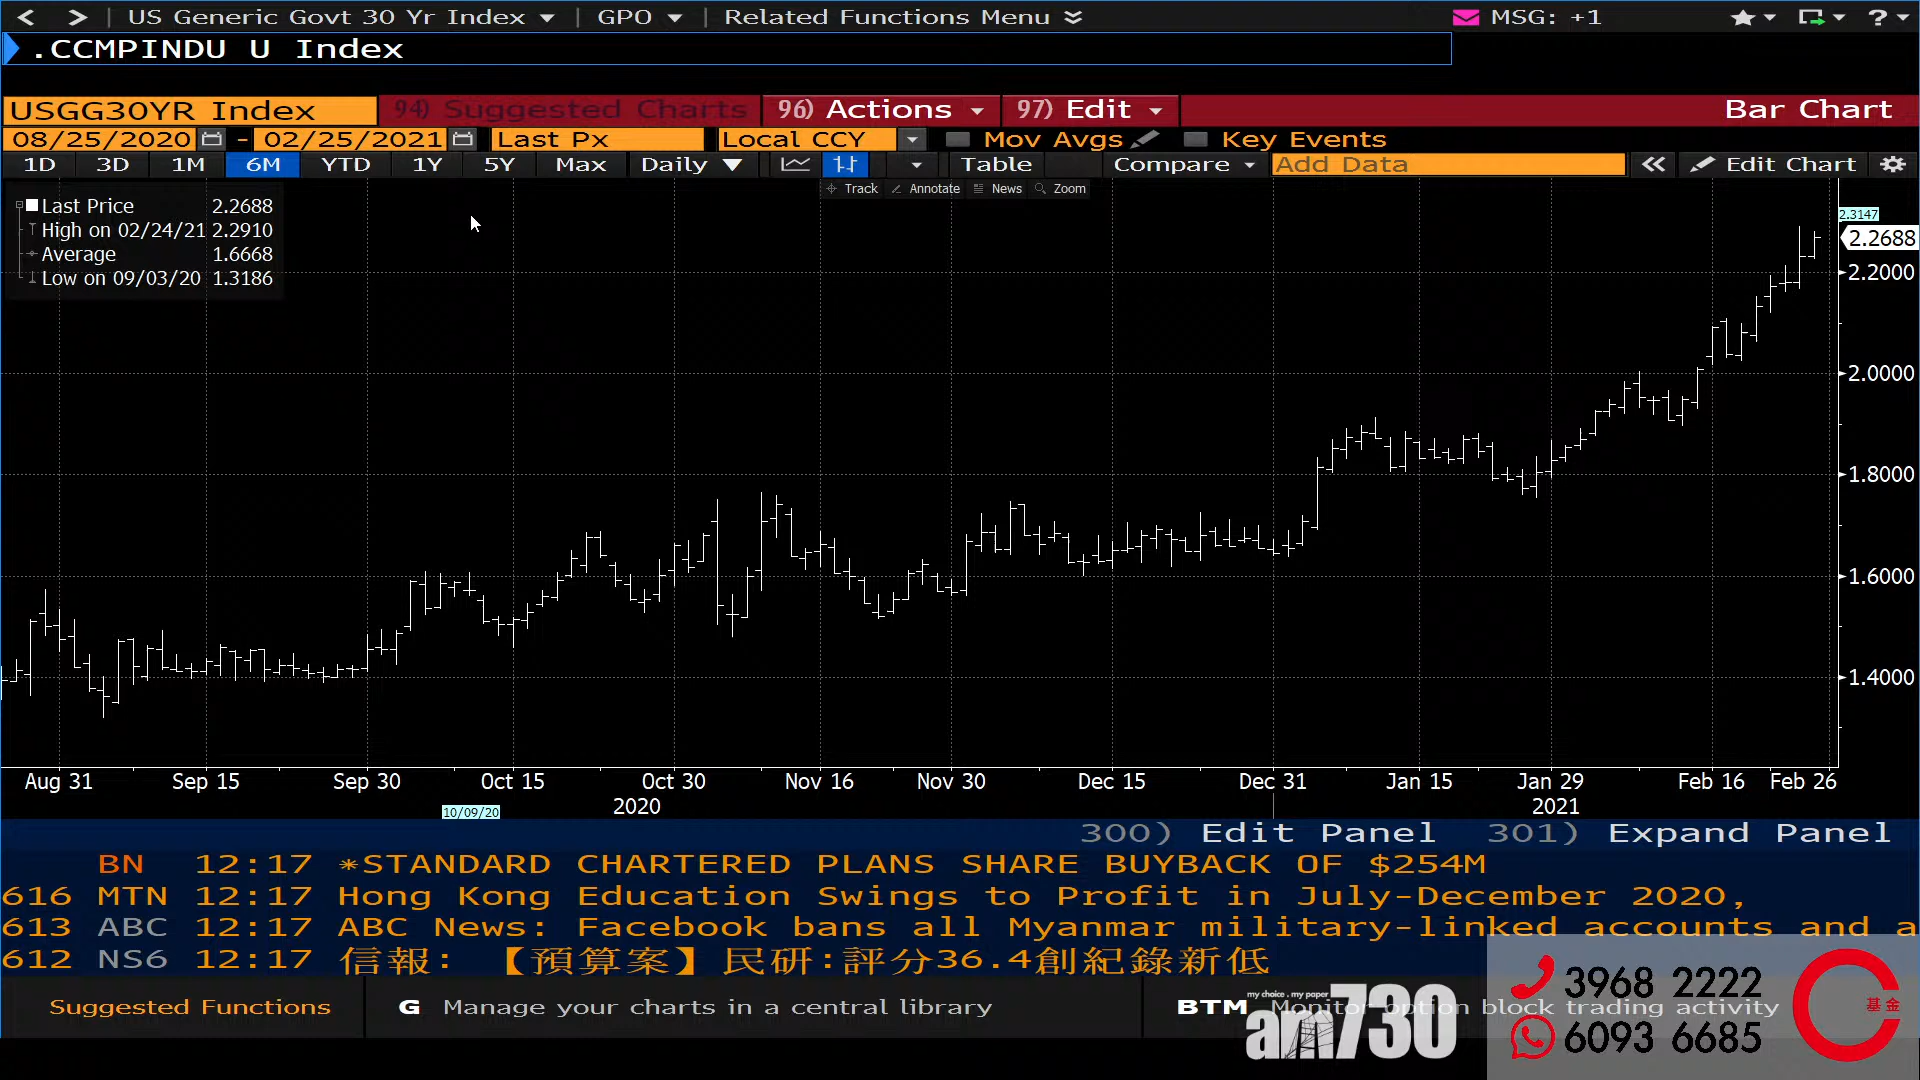 US Generic Govt 30 Yr Index | GPO | Related Functions Menu MSG: +1 ?
.CCMPINDU U Index
USGG30YR Index 94) Suggested Charts 96) Actions 97) Edit Bar Chart
08/25/2020 - 02/25/2021 Last Px Local CCY Mov Avgs Key Events
1D 3D 1M 6M YTD 1Y 5Y Max Daily Table Compare Add Data Edit Chart
Track Annotate News Zoom
Last Price 2.2688
High on 02/24/21 2.2910
Average 1.6668
Low on 09/03/20 1.3186
2.3147
2.2688
2.2000
2.0000
1.8000
1.6000
1.4000
Aug 31 Sep 15 Sep 30 Oct 15 Oct 30 Nov 16 Nov 30 Dec 15 Dec 31 Jan 15 Jan 29 Feb 16 Feb 26
10/09/20 2020 2021
300) Edit Panel 301) Expand Panel
BN 12:17 *STANDARD CHARTERED PLANS SHARE BUYBACK OF $254M
616 MTN 12:17 Hong Kong Education Swings to Profit in July-December 2020,
613 ABC 12:17 ABC News: Facebook bans all Myanmar military-linked accounts and a
612 NS6 12:17 信報: 【預算案】民研:評分36.4創紀錄新低
Suggested Functions G Manage your charts in a central library BTM Monitor option block trading activity
my choice . my paper
am730
3968 2222
6093 6685
基金